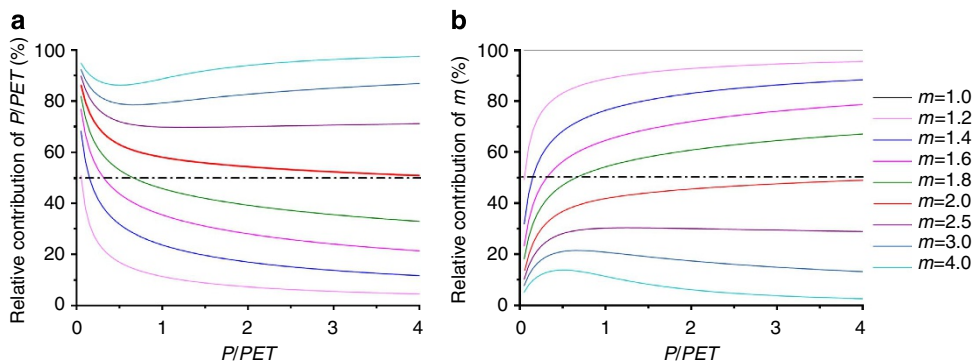 a
b
Relative contribution of P/PET (%)
100
80
60
40
20
0
0 1 2 3 4
P/PET
Relative contribution of m (%)
100
80
60
40
20
0
0 1 2 3 4
P/PET
m=1.0
m=1.2
m=1.4
m=1.6
m=1.8
m=2.0
m=2.5
m=3.0
m=4.0